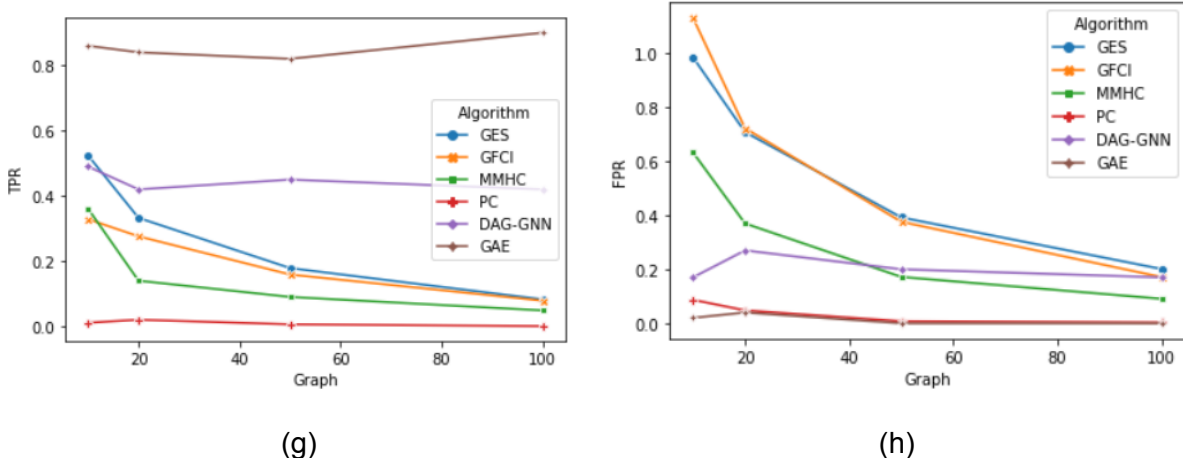 0.8
0.6
0.4
0.2
0.0
TPR
20
40
60
80
100
Graph
Algorithm
GES
GFCI
MMHC
PC
DAG-GNN
GAE
(g)
1.0
0.8
0.6
0.4
0.2
0.0
FPR
20
40
60
80
100
Graph
Algorithm
GES
GFCI
MMHC
PC
DAG-GNN
GAE
(h)